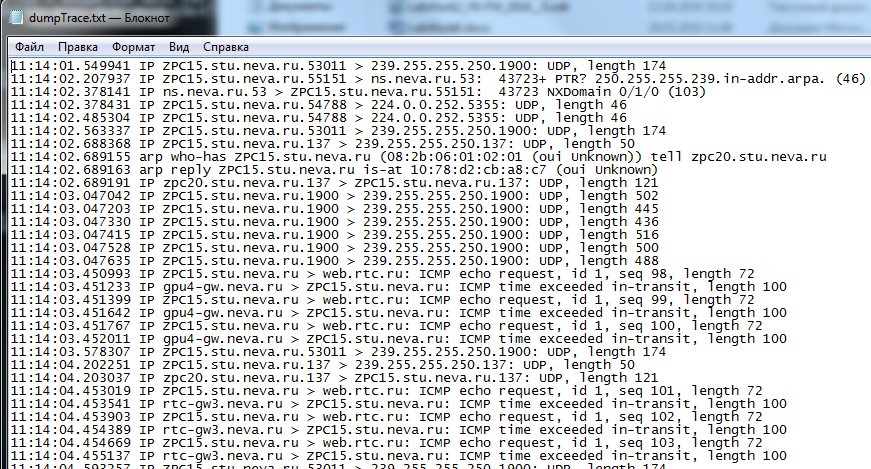 dumpTrace.txt — Блокнот
Файл Правка Формат Вид Справка
11:14:01.549941 IP ZPC15.stu.neva.ru.53011 > 239.255.255.250.1900: UDP, length 174
11:14:02.207937 IP ZPC15.stu.neva.ru.55151 > ns.neva.ru.53:  43723+ PTR? 250.255.255.239.in-addr.arpa. (46)
11:14:02.378141 IP ns.neva.ru.53 > ZPC15.stu.neva.ru.55151:  43723 NXDomain 0/1/0 (103)
11:14:02.378431 IP ZPC15.stu.neva.ru.54788 > 224.0.0.252.5355: UDP, length 46
11:14:02.485304 IP ZPC15.stu.neva.ru.54788 > 224.0.0.252.5355: UDP, length 46
11:14:02.563337 IP ZPC15.stu.neva.ru.53011 > 239.255.255.250.1900: UDP, length 174
11:14:02.688368 IP ZPC15.stu.neva.ru.137 > 239.255.255.250.137: UDP, length 50
11:14:02.689155 arp who-has ZPC15.stu.neva.ru (08:2b:06:01:02:01 (oui Unknown)) tell zpc20.stu.neva.ru
11:14:02.689163 arp reply ZPC15.stu.neva.ru is-at 10:78:d2:cb:a8:c7 (oui Unknown)
11:14:02.689191 IP zpc20.stu.neva.ru.137 > ZPC15.stu.neva.ru.137: UDP, length 121
11:14:03.047042 IP ZPC15.stu.neva.ru.1900 > 239.255.255.250.1900: UDP, length 502
11:14:03.047203 IP ZPC15.stu.neva.ru.1900 > 239.255.255.250.1900: UDP, length 445
11:14:03.047330 IP ZPC15.stu.neva.ru.1900 > 239.255.255.250.1900: UDP, length 436
11:14:03.047415 IP ZPC15.stu.neva.ru.1900 > 239.255.255.250.1900: UDP, length 516
11:14:03.047528 IP ZPC15.stu.neva.ru.1900 > 239.255.255.250.1900: UDP, length 500
11:14:03.047635 IP ZPC15.stu.neva.ru.1900 > 239.255.255.250.1900: UDP, length 488
11:14:03.450993 IP ZPC15.stu.neva.ru > web.rtc.ru: ICMP echo request, id 1, seq 98, length 72
11:14:03.451233 IP gpu4-gw.neva.ru > ZPC15.stu.neva.ru: ICMP time exceeded in-transit, length 100
11:14:03.451399 IP ZPC15.stu.neva.ru > web.rtc.ru: ICMP echo request, id 1, seq 99, length 72
11:14:03.451642 IP gpu4-gw.neva.ru > ZPC15.stu.neva.ru: ICMP time exceeded in-transit, length 100
11:14:03.451767 IP ZPC15.stu.neva.ru > web.rtc.ru: ICMP echo request, id 1, seq 100, length 72
11:14:03.452011 IP gpu4-gw.neva.ru > ZPC15.stu.neva.ru: ICMP time exceeded in-transit, length 100
11:14:03.578307 IP ZPC15.stu.neva.ru.53011 > 239.255.255.250.1900: UDP, length 174
11:14:04.202251 IP ZPC15.stu.neva.ru.137 > 239.255.255.250.137: UDP, length 50
11:14:04.203037 IP zpc20.stu.neva.ru.137 > ZPC15.stu.neva.ru.137: UDP, length 121
11:14:04.453019 IP ZPC15.stu.neva.ru > web.rtc.ru: ICMP echo request, id 1, seq 101, length 72
11:14:04.453541 IP rtc-gw3.neva.ru > ZPC15.stu.neva.ru: ICMP time exceeded in-transit, length 100
11:14:04.453903 IP ZPC15.stu.neva.ru > web.rtc.ru: ICMP echo request, id 1, seq 102, length 72
11:14:04.454389 IP rtc-gw3.neva.ru > ZPC15.stu.neva.ru: ICMP time exceeded in-transit, length 100
11:14:04.454669 IP ZPC15.stu.neva.ru > web.rtc.ru: ICMP echo request, id 1, seq 103, length 72
11:14:04.455137 IP rtc-gw3.neva.ru > ZPC15.stu.neva.ru: ICMP time exceeded in-transit, length 100
11:14:04.593257 IP ZPC15.stu.neva.ru.53011 > 239.255.255.250.1900: UDP, length 174